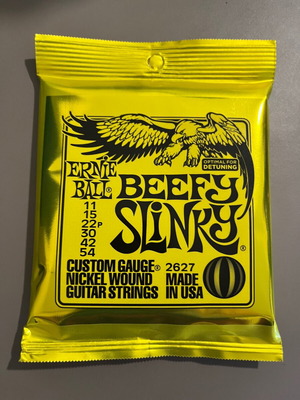 OPTIMAL FOR
DETUNING
ERNIE
BALL®
BEEFY
SLINKY®
11
15
22P
30
42
54
CUSTOM GAUGE® 2627
NICKEL WOUND MADE
GUITAR STRINGS IN USA